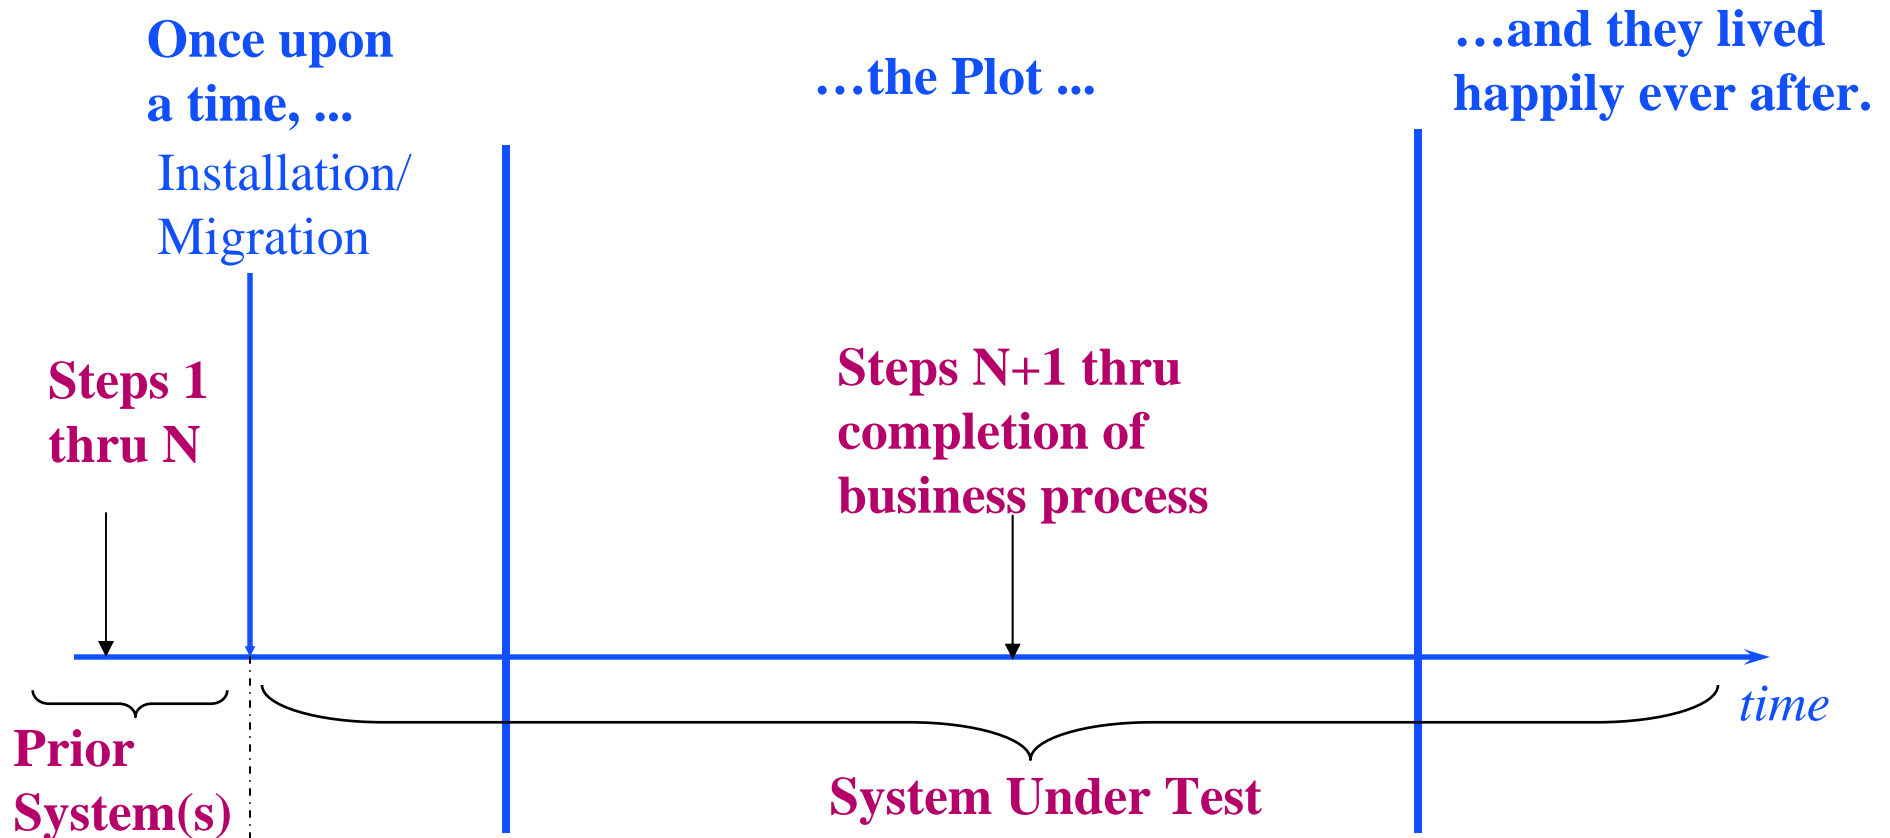 Once upon
a time, ...
…the Plot ...
…and they lived
happily ever after.
Installation/
Migration
Steps 1
thru N
Steps N+1 thru
completion of
business process
time
Prior
System(s)
System Under Test